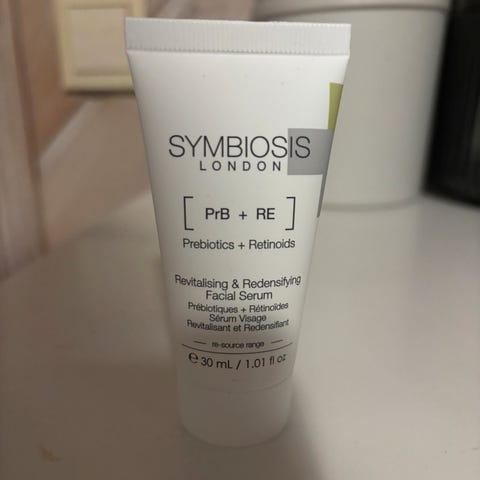 SYMBIOSIS
LONDON
[ PrB + RE ]
Prebiotics + Retinoids
Revitalising & Redensifying
Facial Serum
Prébiotiques + Rétinoïdes
Sérum Visage
Revitalisant et Redensifiant
re-source range
e 30 mL / 1.01 fl oz